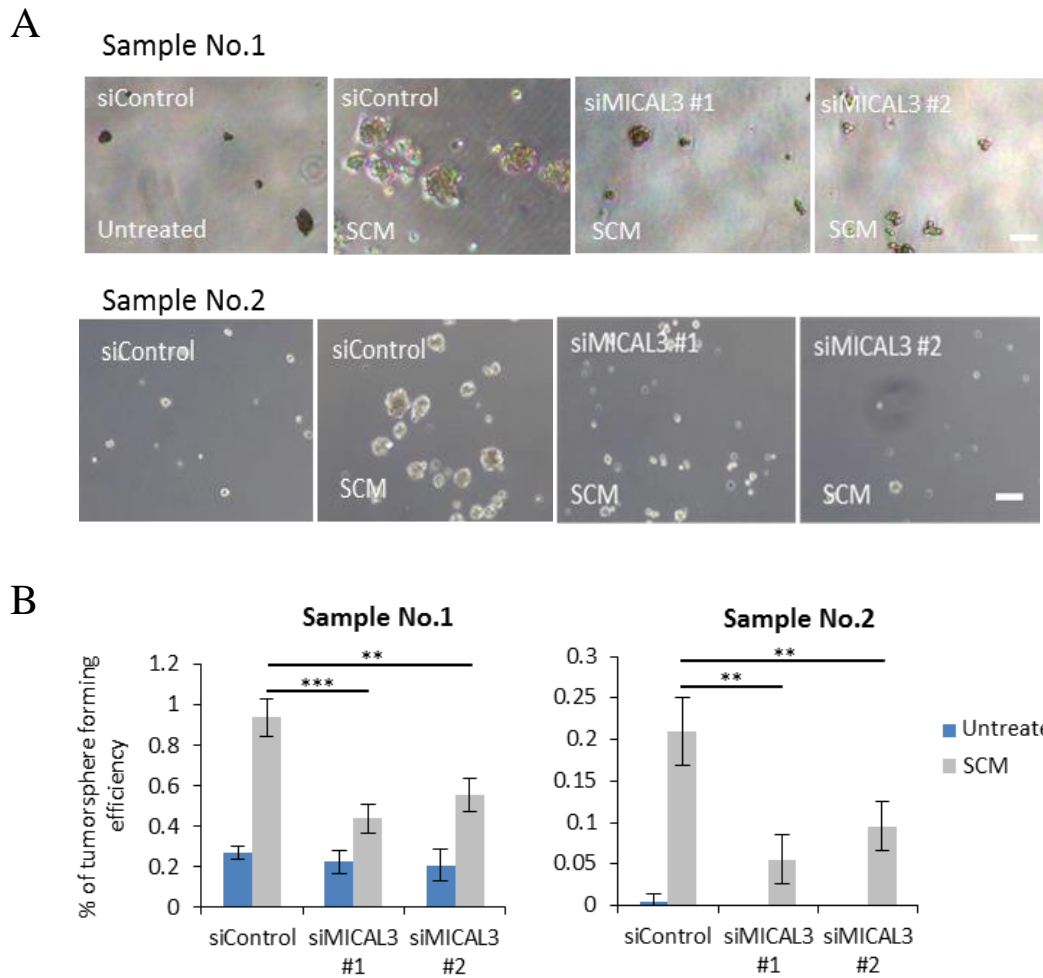 A
Sample No.1
siControl
siControl
siMICAL3 #1
siMICAL3 #2
Untreated
SCM
SCM
SCM
Sample No.2
siControl
siControl
siMICAL3 #1
siMICAL3 #2
SCM
SCM
SCM
B
Sample No.1
% of tumorsphere forming
efficiency
1.2
1
0.8
0.6
0.4
0.2
0
**
***
siControl
siMICAL3
#1
siMICAL3
#2
Sample No.2
0.3
0.25
0.2
0.15
0.1
0.05
0
**
**
siControl
siMICAL3
#1
siMICAL3
#2
Untreate
SCM